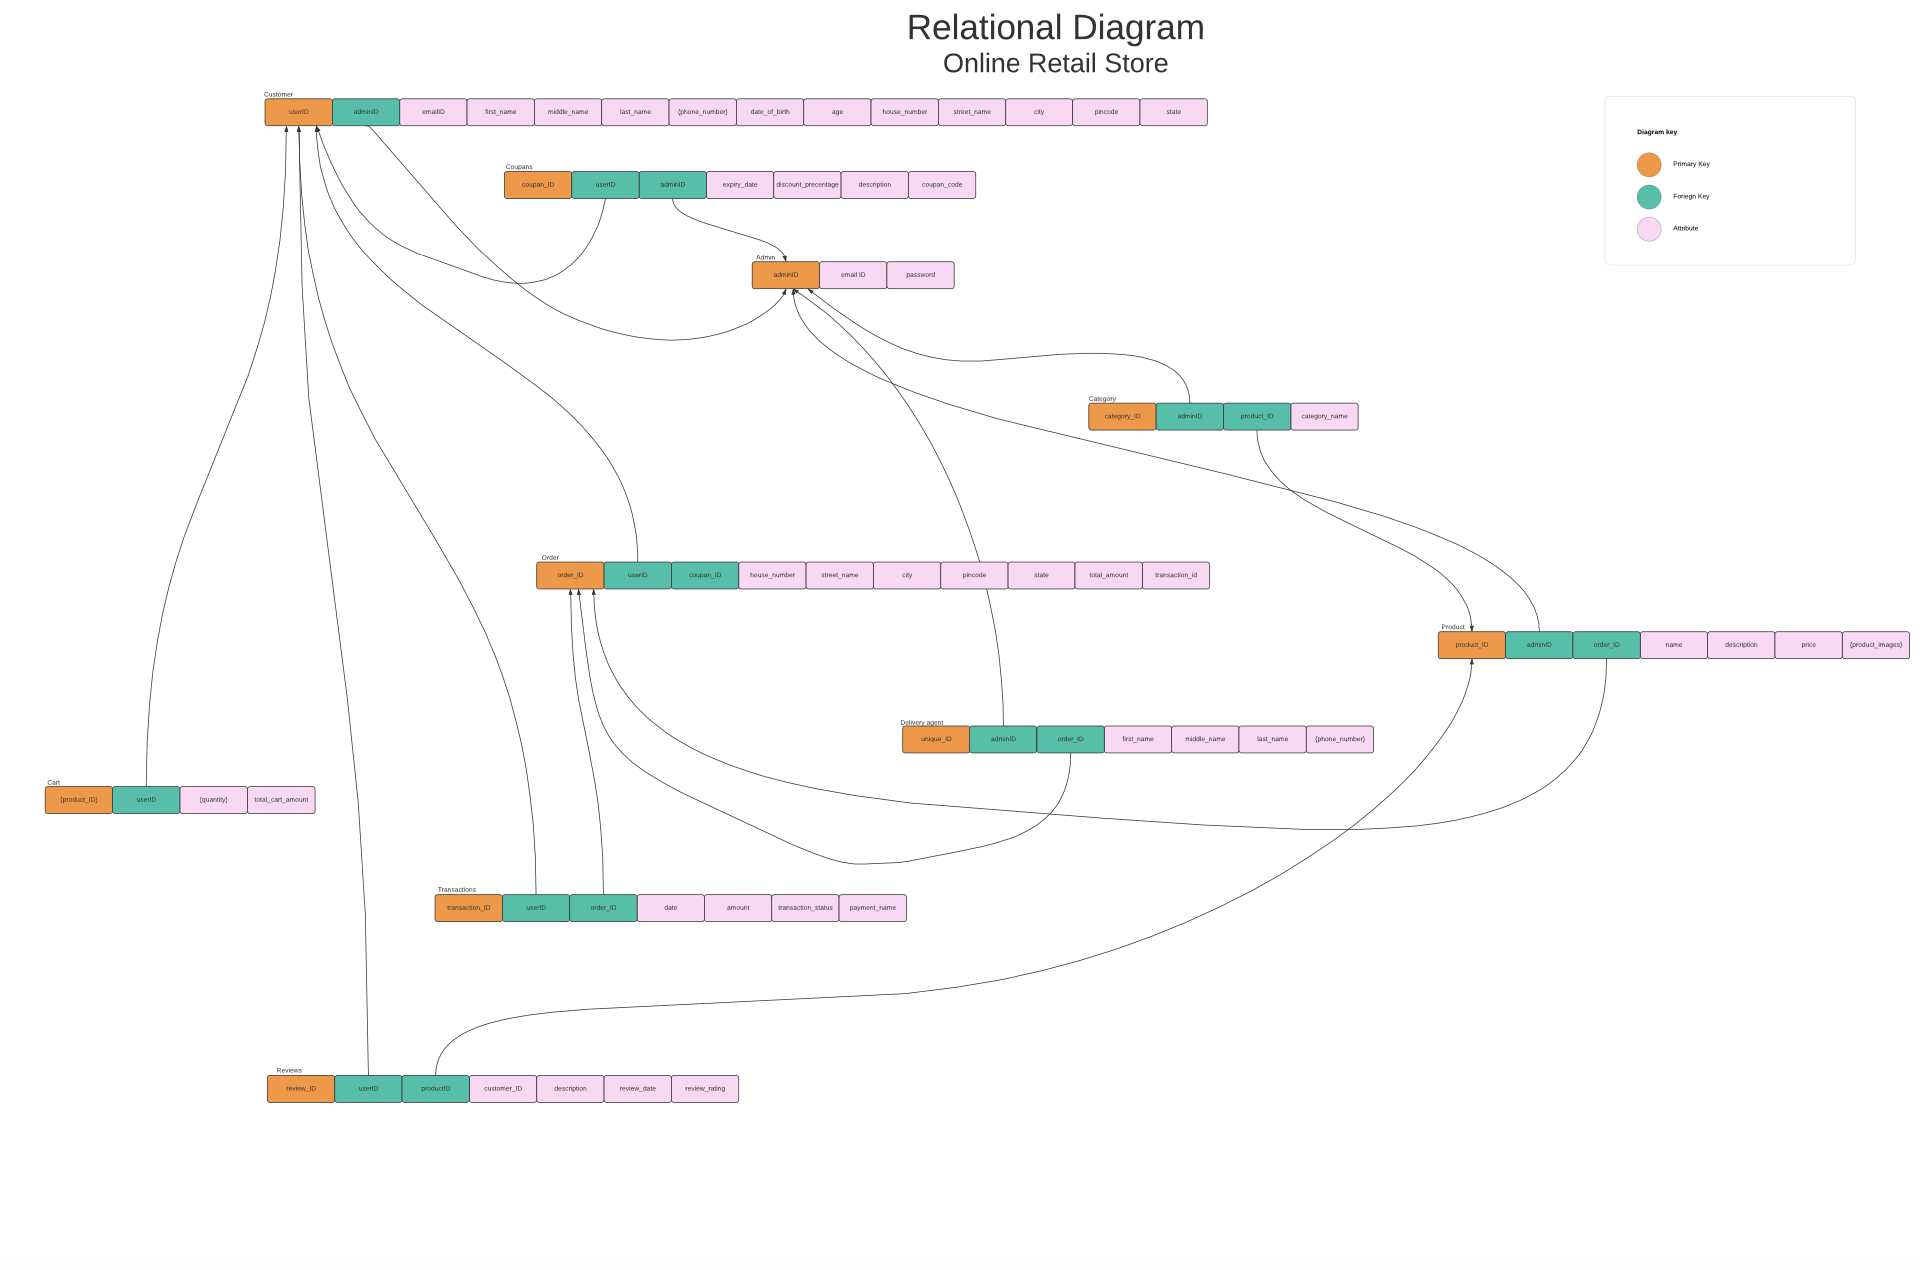 Relational Diagram
Online Retail Store
Customer
userID adminID emailID first_name middle_name last_name {phone_number} date_of_birth age house_number street_name city pincode state
Diagram key
Primary Key
Foriegn Key
Attribute
Coupans
coupan_ID userID adminID expiry_date discount_precentage description coupan_code
Admin
adminID email ID password
Category
category_ID adminID product_ID category_name
Order
order_ID userID coupan_ID house_number street_name city pincode state total_amount transaction_id
Product
product_ID adminID order_ID name description price {product_images}
Delivery agent
unique_ID adminID order_ID first_name middle_name last_name {phone_number}
Cart
{product_ID} userID {quantity} total_cart_amount
Transactions
transaction_ID userID order_ID date amount transaction_status payment_name
Reviews
review_ID userID productID customer_ID description review_date review_rating